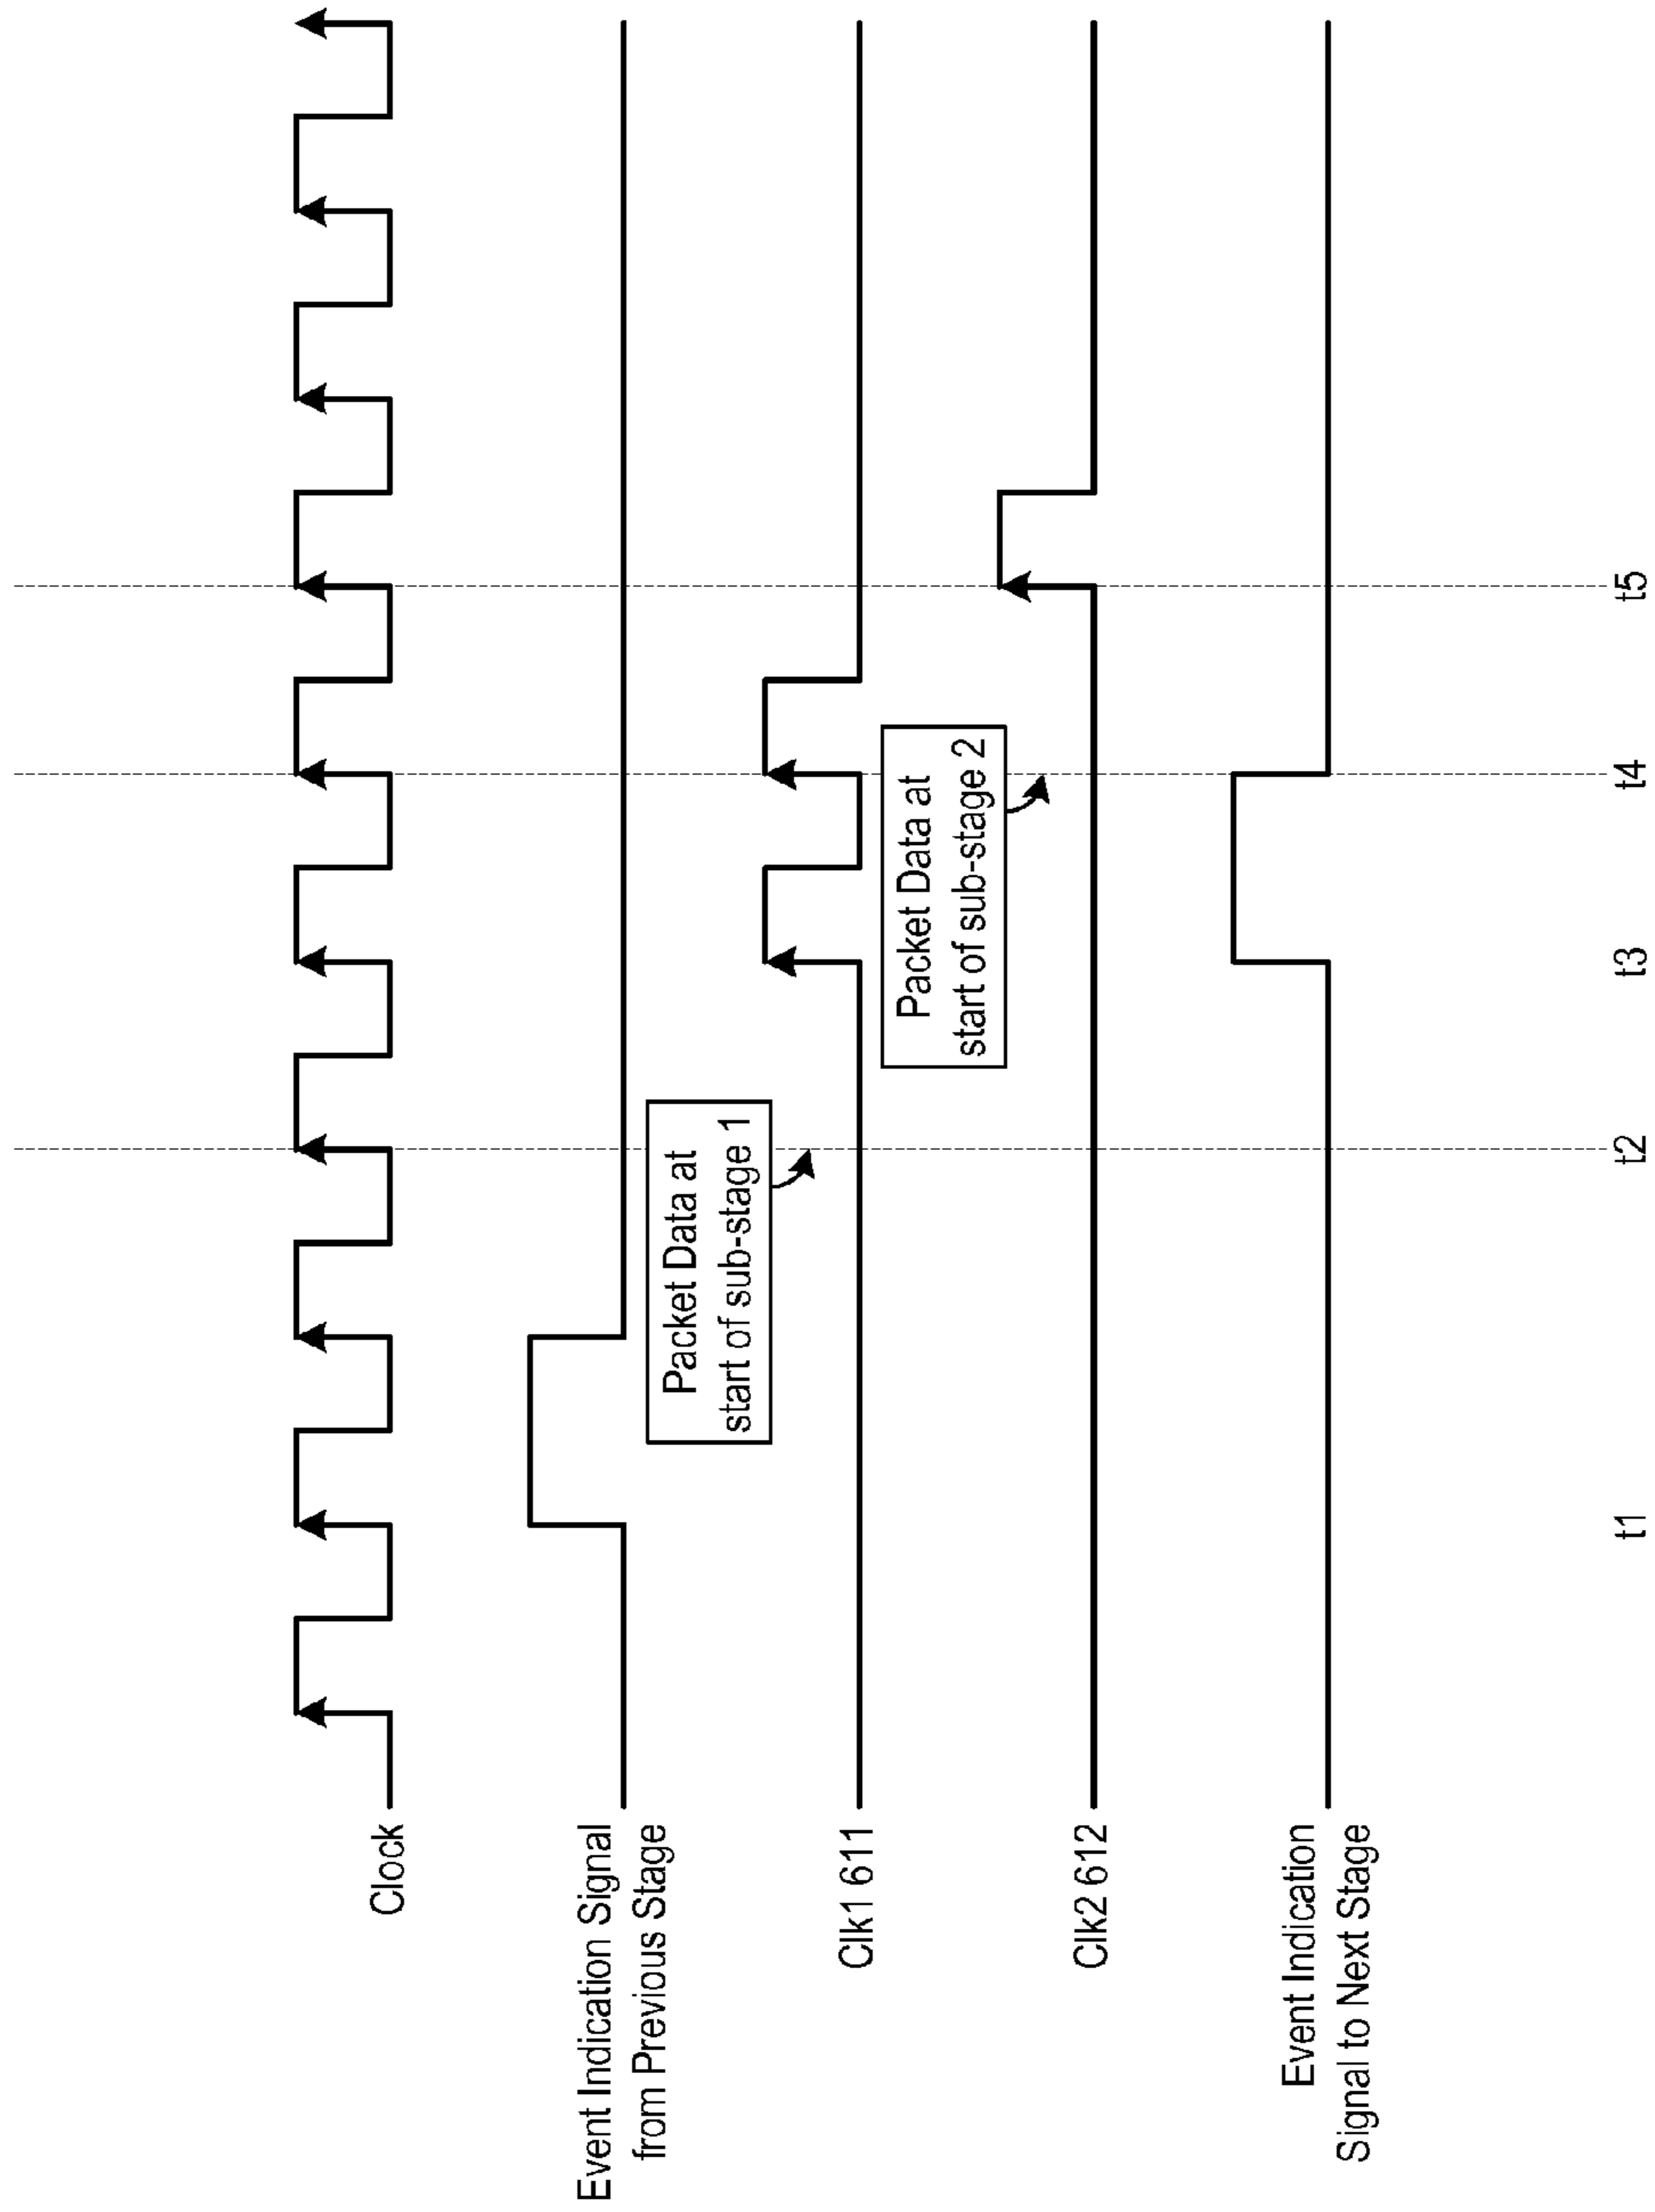 Clock
Event Indication Signal
from Previous Stage
Packet Data at
start of sub-stage 1
Clk1 611
Packet Data at
start of sub-stage 2
Clk2 612
Event Indication
Signal to Next Stage
t1
t2
t3
t4
t5